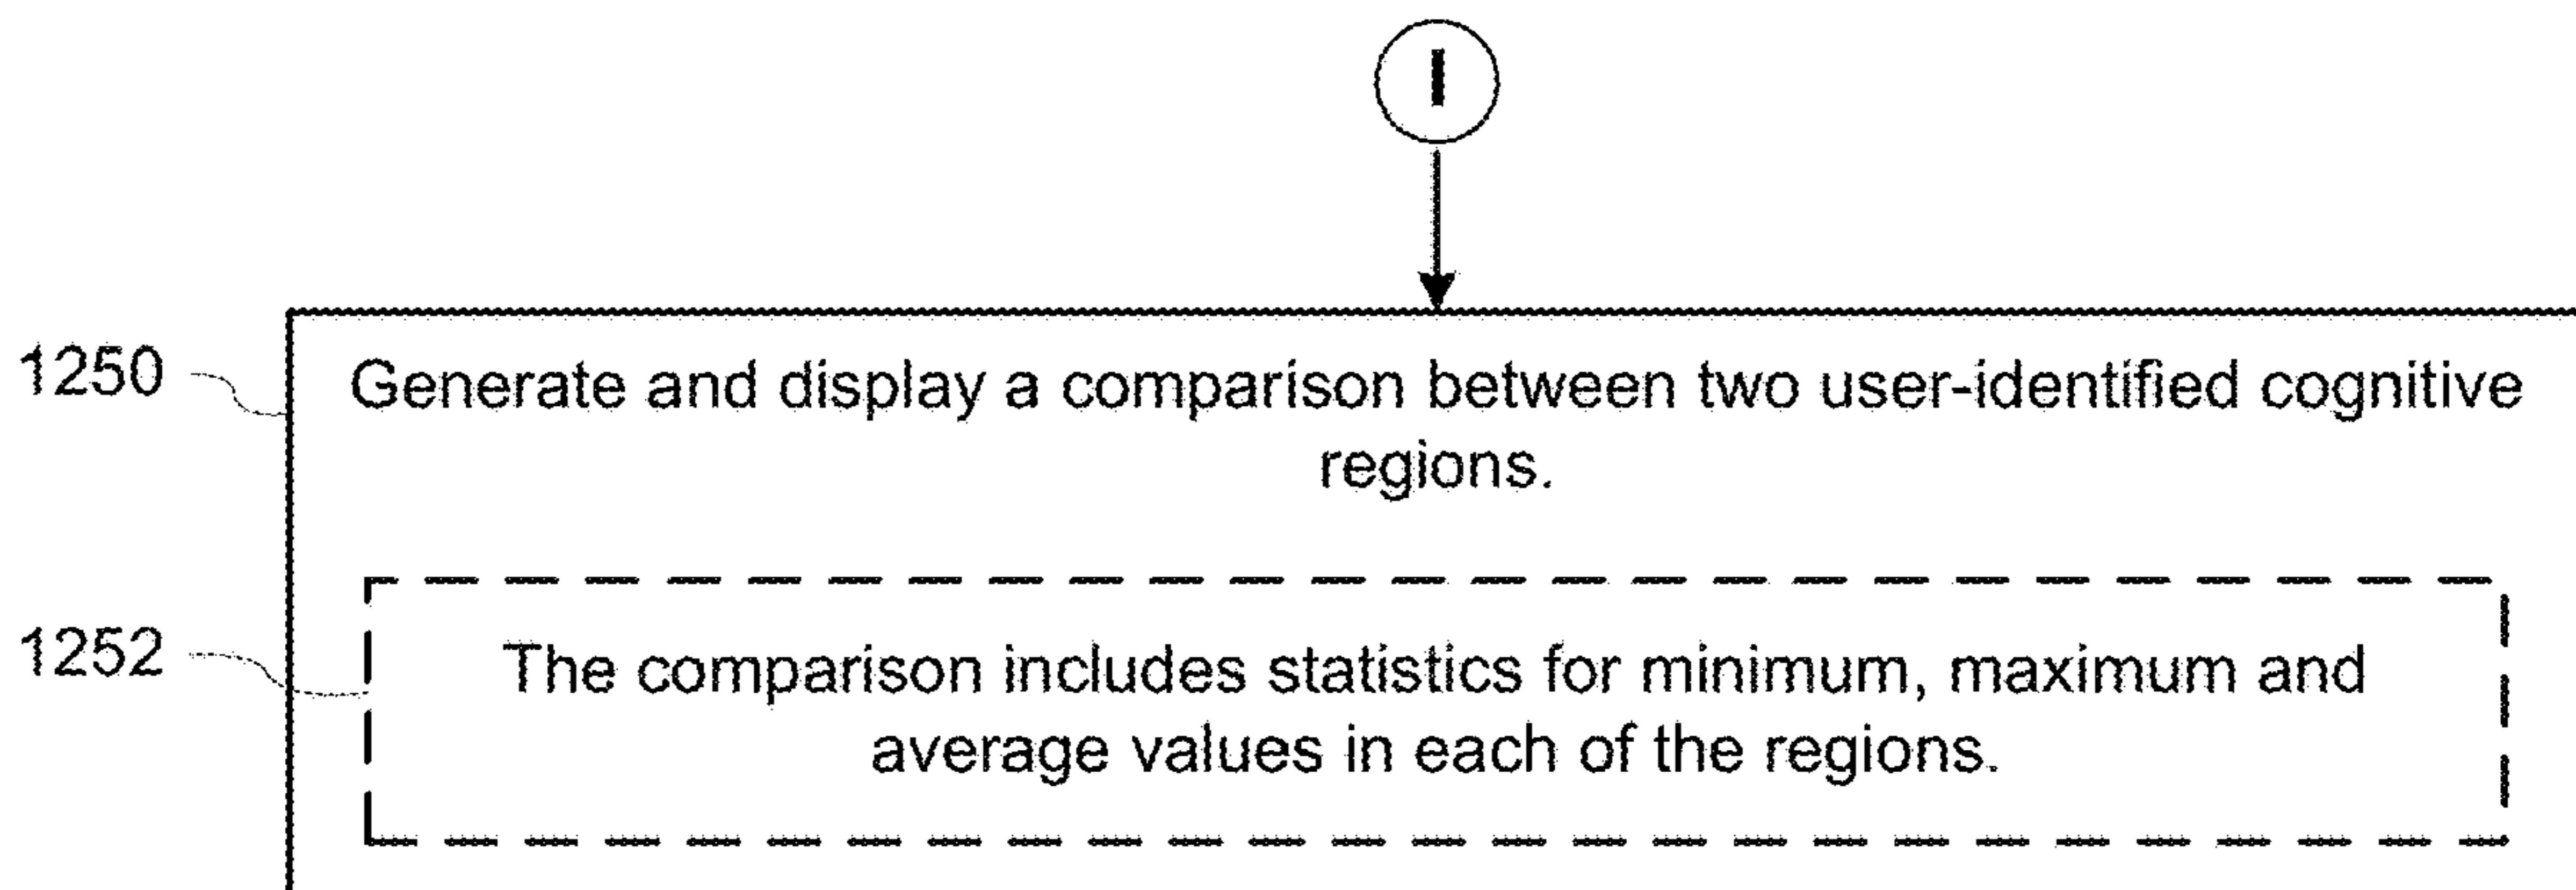 I
1250
Generate and display a comparison between two user-identified cognitive
regions.
1252
The comparison includes statistics for minimum, maximum and
average values in each of the regions.